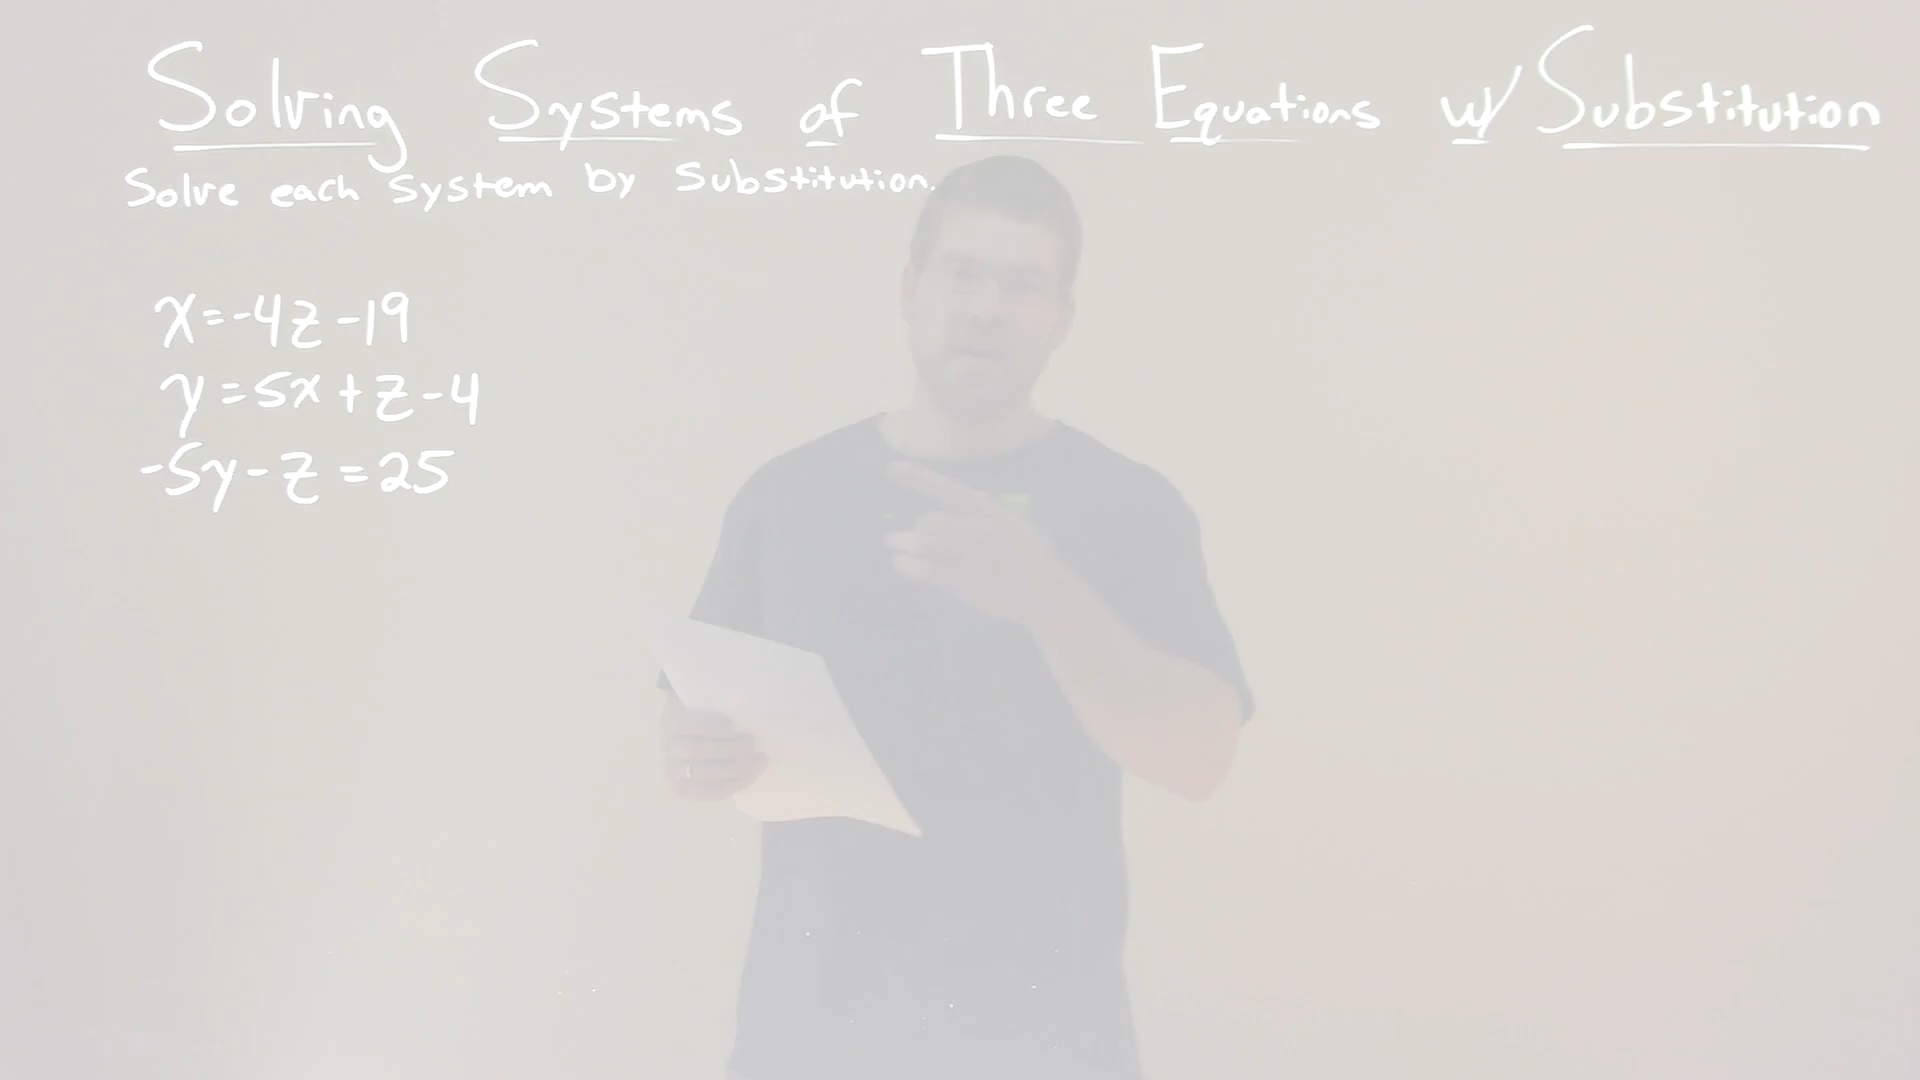 Solving Systems of Three Equations w/ Substitution
Solve each system by substitution.
x=-4z-19
y=5x+z-4
-5y-z=25